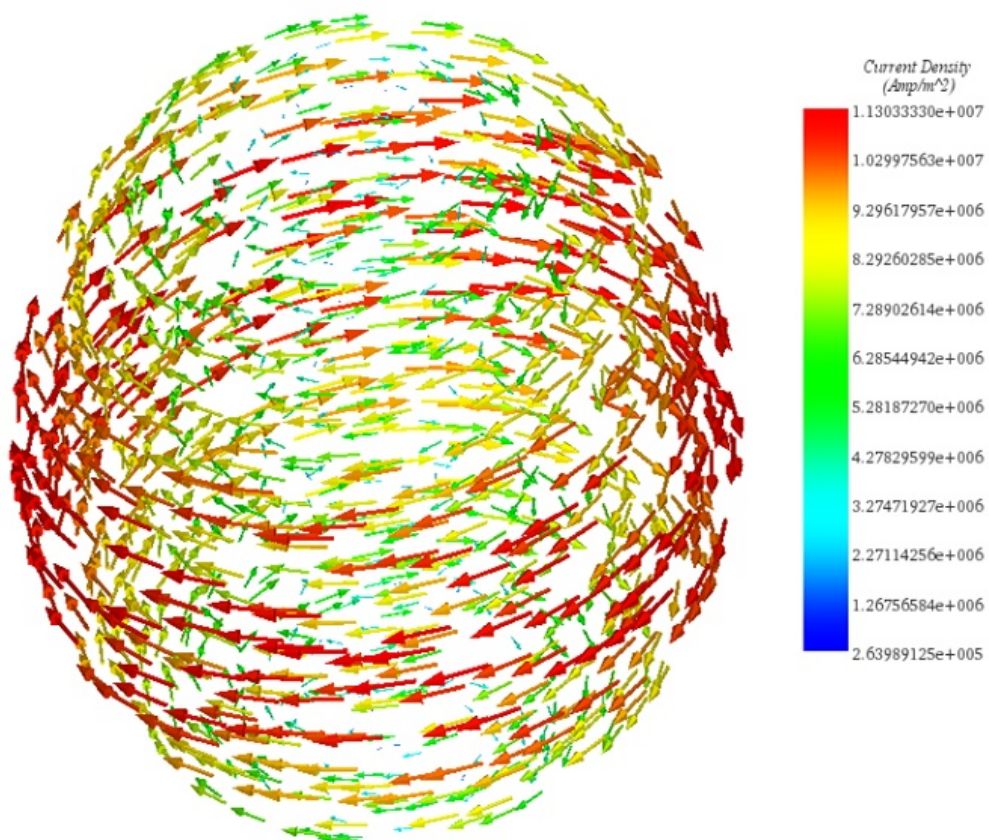 Current Density
(Amp/m^2)
1.13033330e+007
1.02997563e+007
9.29617957e+006
8.29260285e+006
7.28902614e+006
6.28544942e+006
5.28187270e+006
4.27829599e+006
3.27471927e+006
2.27114256e+006
1.26756584e+006
2.63989125e+005